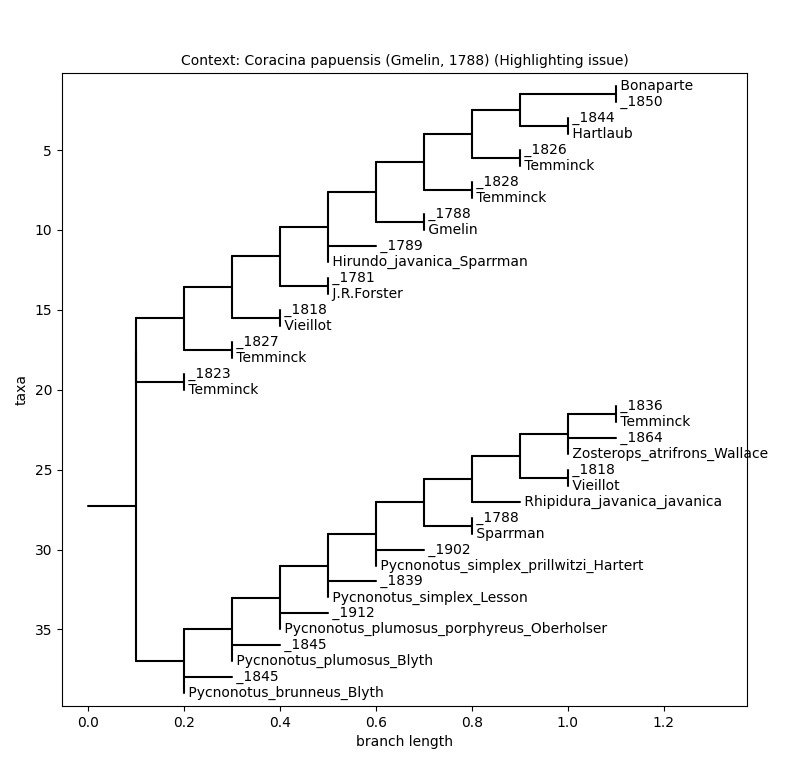 Context: Coracina papuensis (Gmelin, 1788) (Highlighting issue)
Bonaparte
_1850
_1844
Hartlaub
_1826
Temminck
_1828
Temminck
_1788
Gmelin
_1789
Hirundo_javanica_Sparrman
_1781
J.R.Forster
_1818
Vieillot
_1827
Temminck
_1823
Temminck
_1836
Temminck
_1864
Zosterops_atrifrons_Wallace
_1818
Vieillot
Rhipidura_javanica_javanica
_1788
Sparrman
_1902
Pycnonotus_simplex_prillwitzi_Hartert
_1839
Pycnonotus_simplex_Lesson
_1912
Pycnonotus_plumosus_porphyreus_Oberholser
_1845
Pycnonotus_plumosus_Blyth
_1845
Pycnonotus_brunneus_Blyth
5
10
15
20
25
30
35
taxa
0.0 0.2 0.4 0.6 0.8 1.0 1.2
branch length